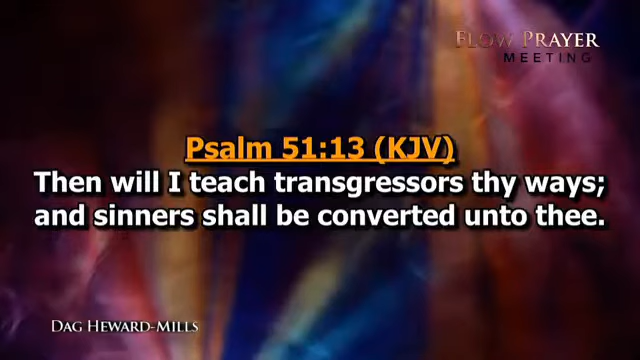 FLOW PRAYER
MEETING
Psalm 51:13 (KJV)
Then will I teach transgressors thy ways;
and sinners shall be converted unto thee.
DAG HEWARD-MILLS